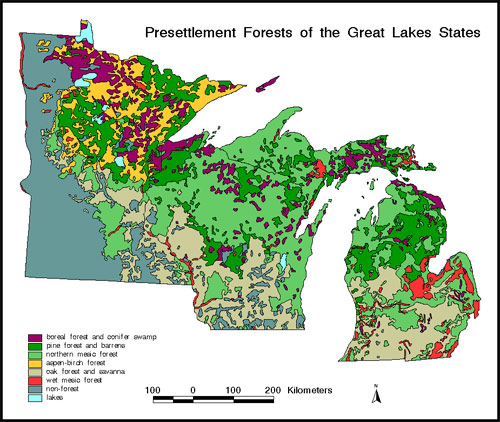 Presettlement Forests of the Great Lakes States
boreal forest and conifer swamp
pine forest and barrens
northern mesic forest
aspen-birch forest
oak forest and savanna
wet mesic forest
non-forest
lakes
100 0 100 200 Kilometers
N